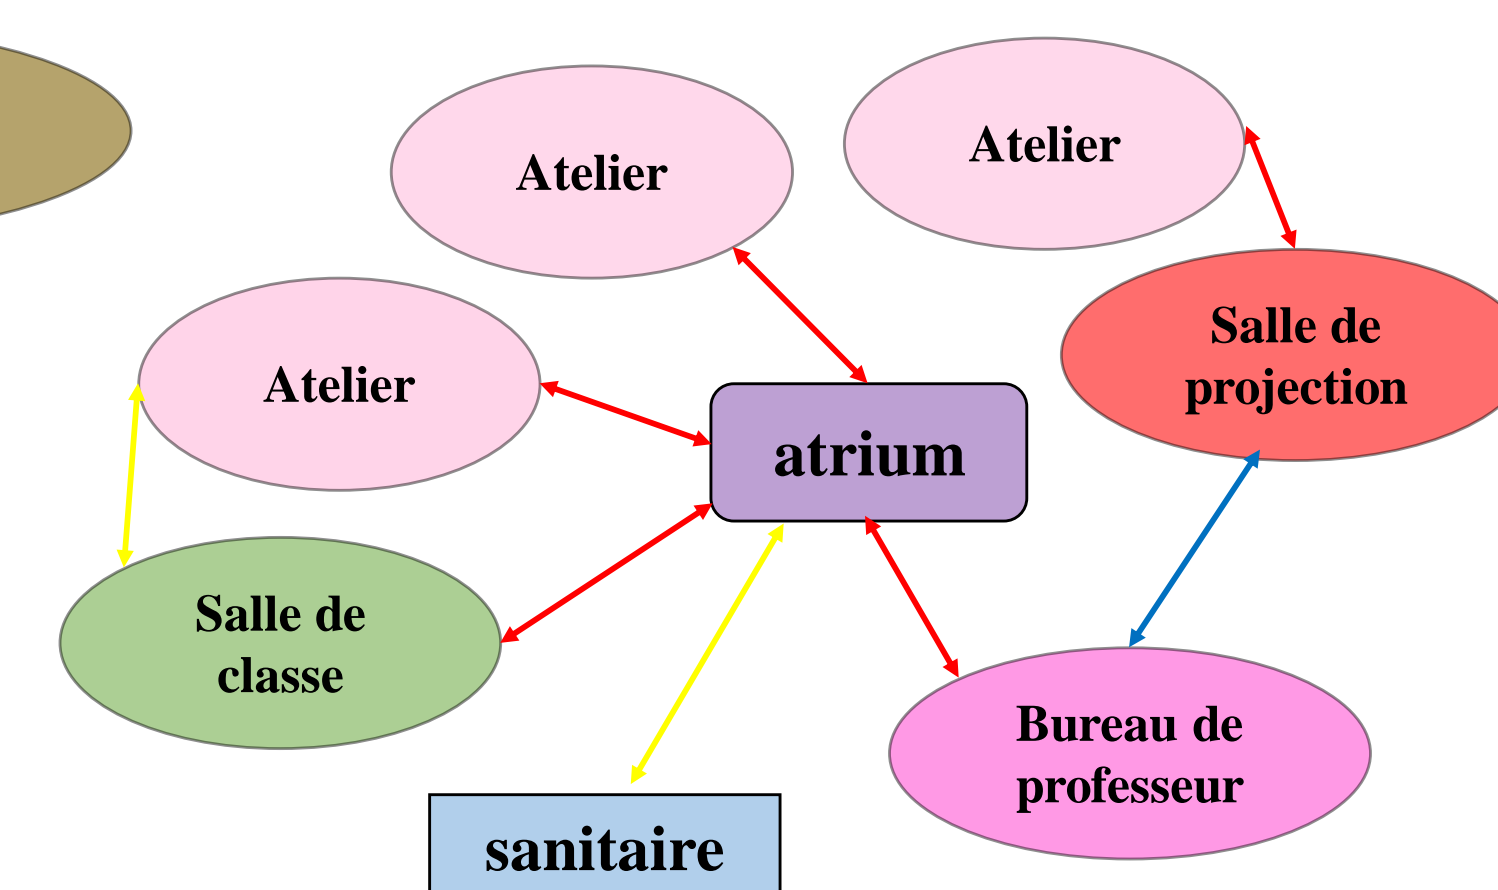 Atelier
Atelier
Atelier
Salle de
projection
atrium
Salle de
classe
Bureau de
professeur
sanitaire